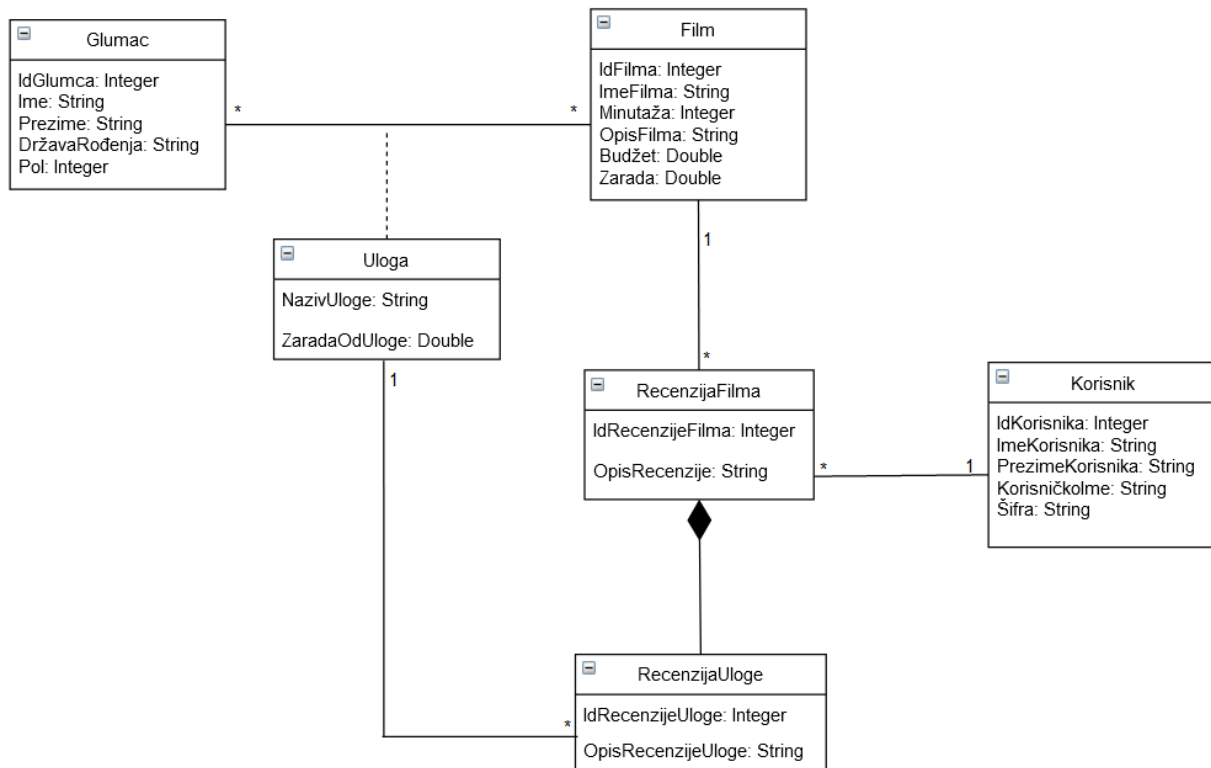 Glumac
IdGlumca: Integer
Ime: String
Prezime: String
DržavaRođenja: String
Pol: Integer
*
*
Film
IdFilma: Integer
ImeFilma: String
Minutaža: Integer
OpisFilma: String
Budžet: Double
Zarada: Double
1
*
Uloga
NazivUloge: String
ZaradaOdUloge: Double
1
*
RecenzijaFilma
IdRecenzijeFilma: Integer
OpisRecenzije: String
*
1
Korisnik
IdKorisnika: Integer
ImeKorisnika: String
PrezimeKorisnika: String
KorisničkoIme: String
Šifra: String
RecenzijaUloge
IdRecenzijeUloge: Integer
OpisRecenzijeUloge: String